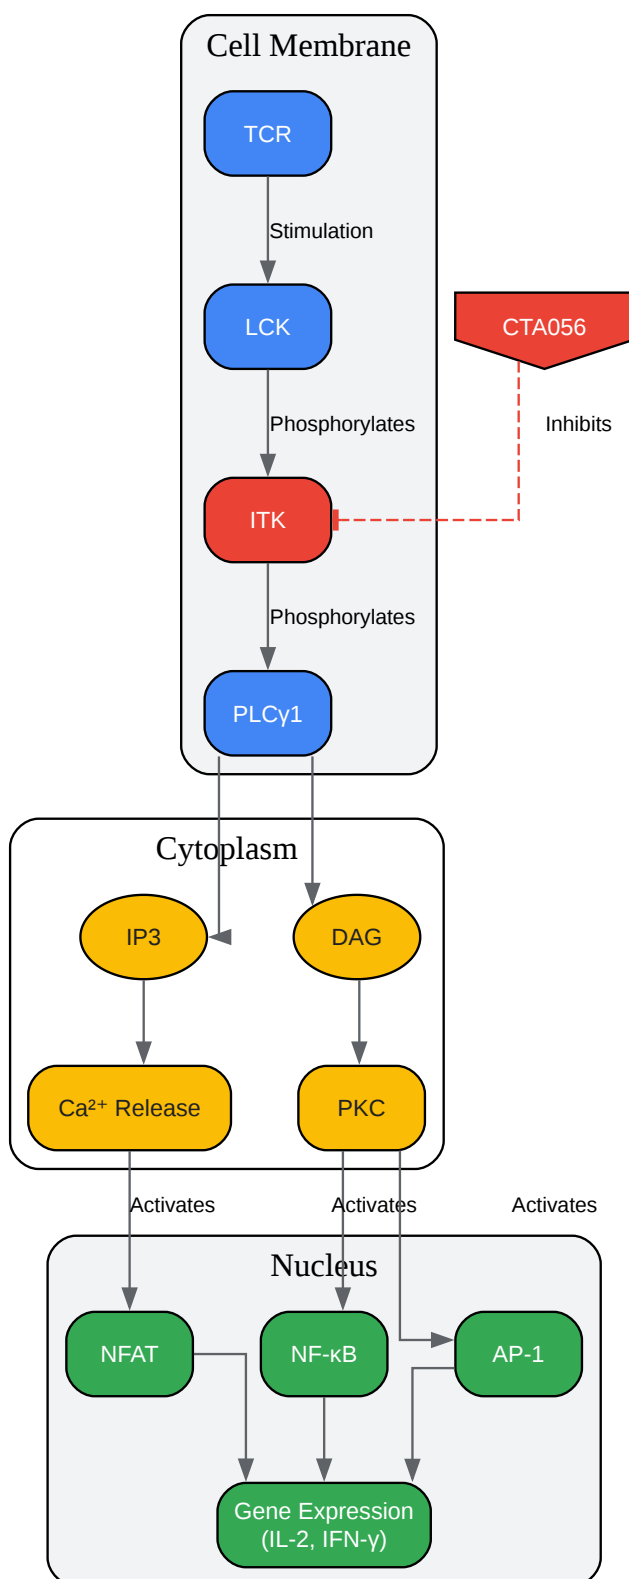 Cell Membrane
TCR
Stimulation
LCK
CTA056
Phosphorylates
Inhibits
ITK
Phosphorylates
PLCγ1
Cytoplasm
IP3
DAG
Ca²⁺ Release
PKC
Activates
Activates
Activates
Nucleus
NFAT
NF-κB
AP-1
Gene Expression
(IL-2, IFN-γ)